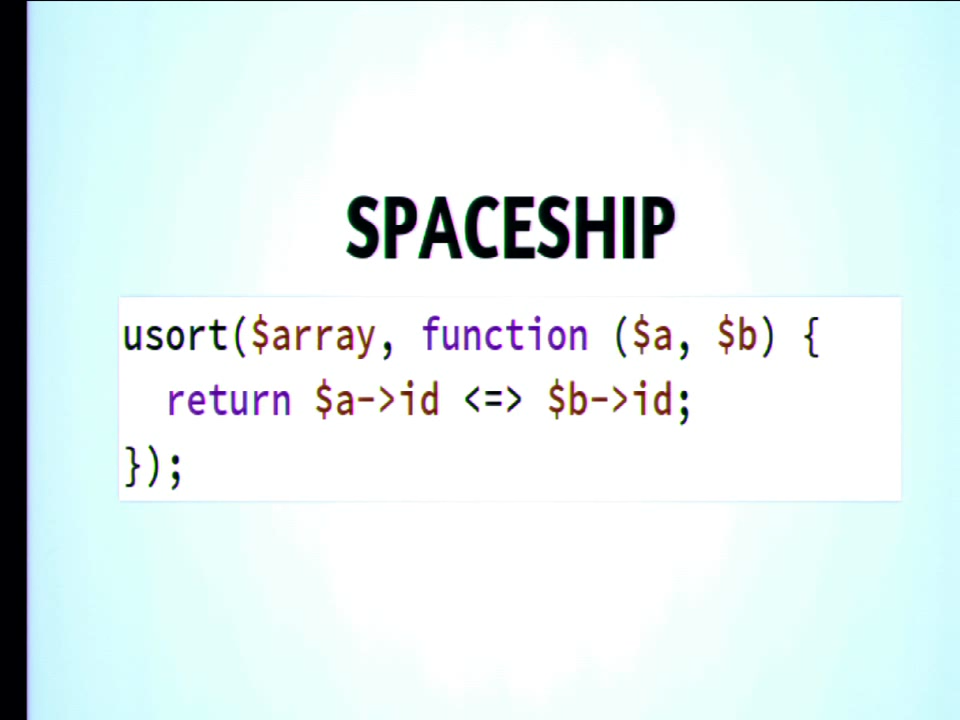 SPACESHIP
usort($array, function ($a, $b) {
  return $a->id <=> $b->id;
});